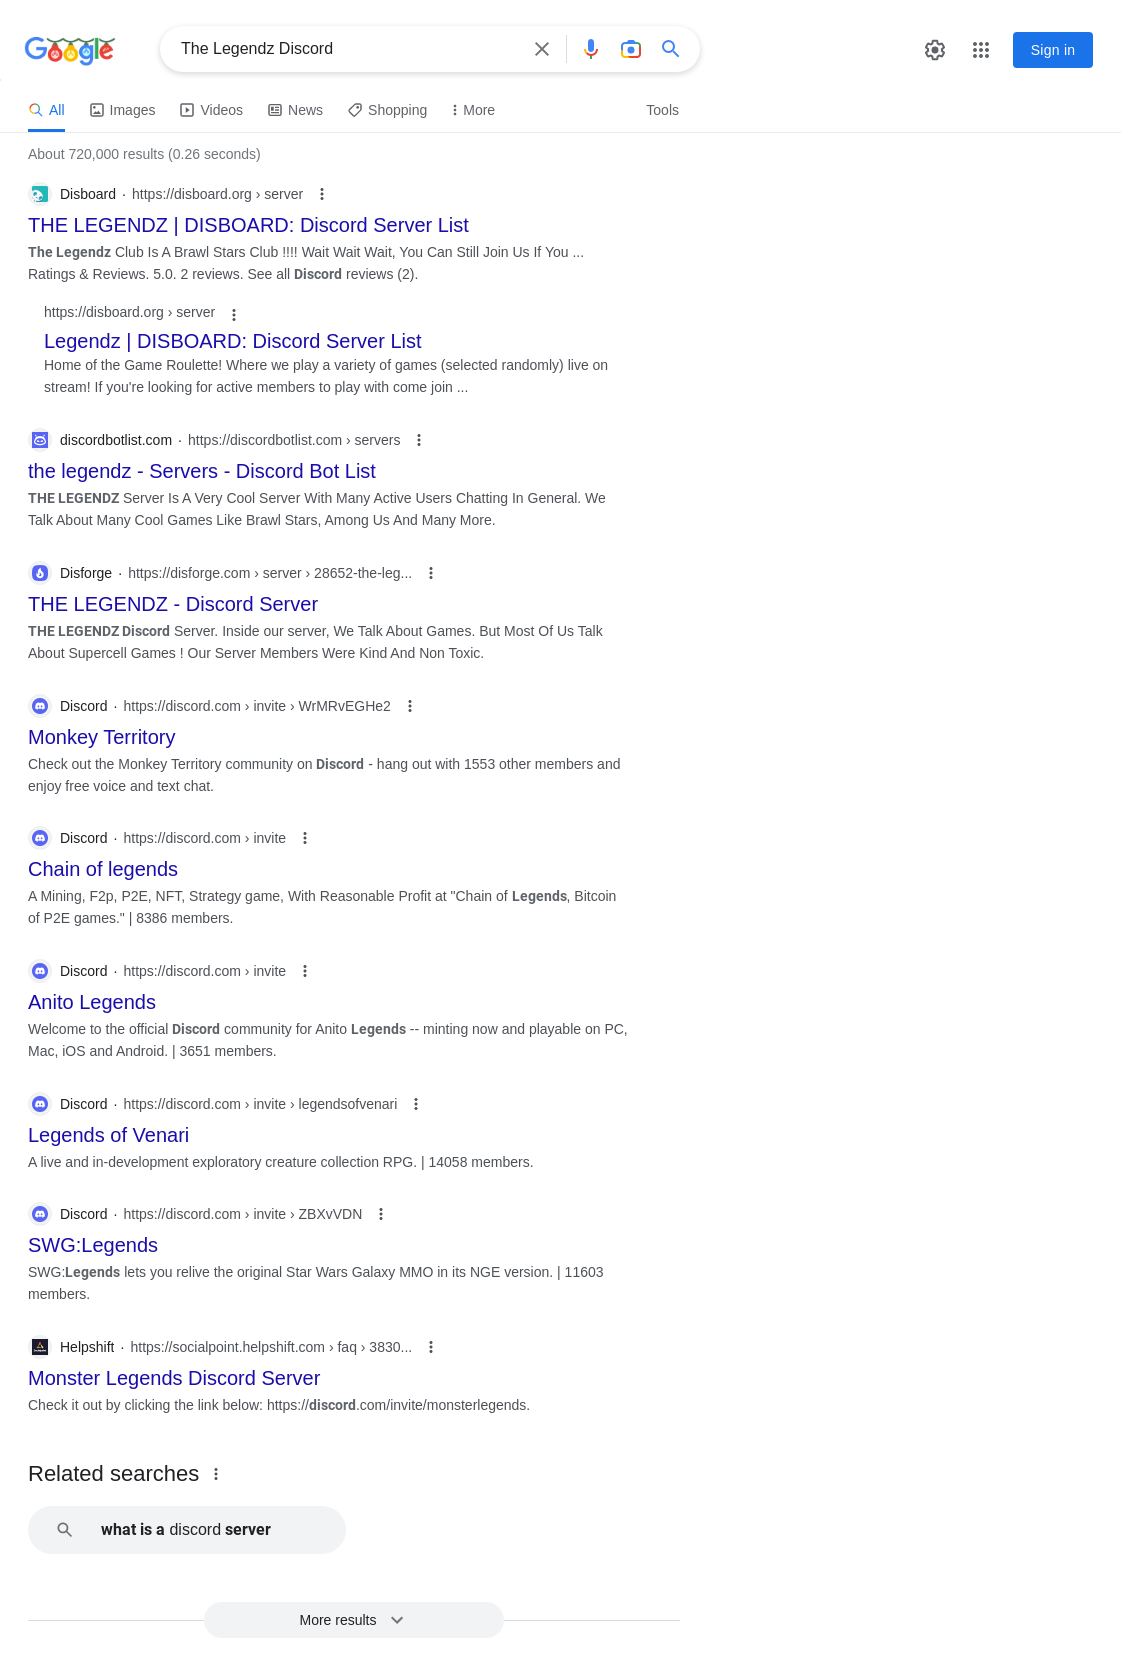 Google
The Legendz Discord
Sign in
All Images Videos News Shopping More Tools
About 720,000 results (0.26 seconds)
Disboard · https://disboard.org › server
THE LEGENDZ | DISBOARD: Discord Server List
The Legendz Club Is A Brawl Stars Club !!!! Wait Wait Wait, You Can Still Join Us If You ...
Ratings & Reviews. 5.0. 2 reviews. See all Discord reviews (2).
https://disboard.org › server
Legendz | DISBOARD: Discord Server List
Home of the Game Roulette! Where we play a variety of games (selected randomly) live on
stream! If you're looking for active members to play with come join ...
discordbotlist.com · https://discordbotlist.com › servers
the legendz - Servers - Discord Bot List
THE LEGENDZ Server Is A Very Cool Server With Many Active Users Chatting In General. We
Talk About Many Cool Games Like Brawl Stars, Among Us And Many More.
Disforge · https://disforge.com › server › 28652-the-leg...
THE LEGENDZ - Discord Server
THE LEGENDZ Discord Server. Inside our server, We Talk About Games. But Most Of Us Talk
About Supercell Games ! Our Server Members Were Kind And Non Toxic.
Discord · https://discord.com › invite › WrMRvEGHe2
Monkey Territory
Check out the Monkey Territory community on Discord - hang out with 1553 other members and
enjoy free voice and text chat.
Discord · https://discord.com › invite
Chain of legends
A Mining, F2p, P2E, NFT, Strategy game, With Reasonable Profit at "Chain of Legends, Bitcoin
of P2E games." | 8386 members.
Discord · https://discord.com › invite
Anito Legends
Welcome to the official Discord community for Anito Legends -- minting now and playable on PC,
Mac, iOS and Android. | 3651 members.
Discord · https://discord.com › invite › legendsofvenari
Legends of Venari
A live and in-development exploratory creature collection RPG. | 14058 members.
Discord · https://discord.com › invite › ZBXvVDN
SWG:Legends
SWG:Legends lets you relive the original Star Wars Galaxy MMO in its NGE version. | 11603
members.
Helpshift · https://socialpoint.helpshift.com › faq › 3830...
Monster Legends Discord Server
Check it out by clicking the link below: https://discord.com/invite/monsterlegends.
Related searches
what is a discord server
More results